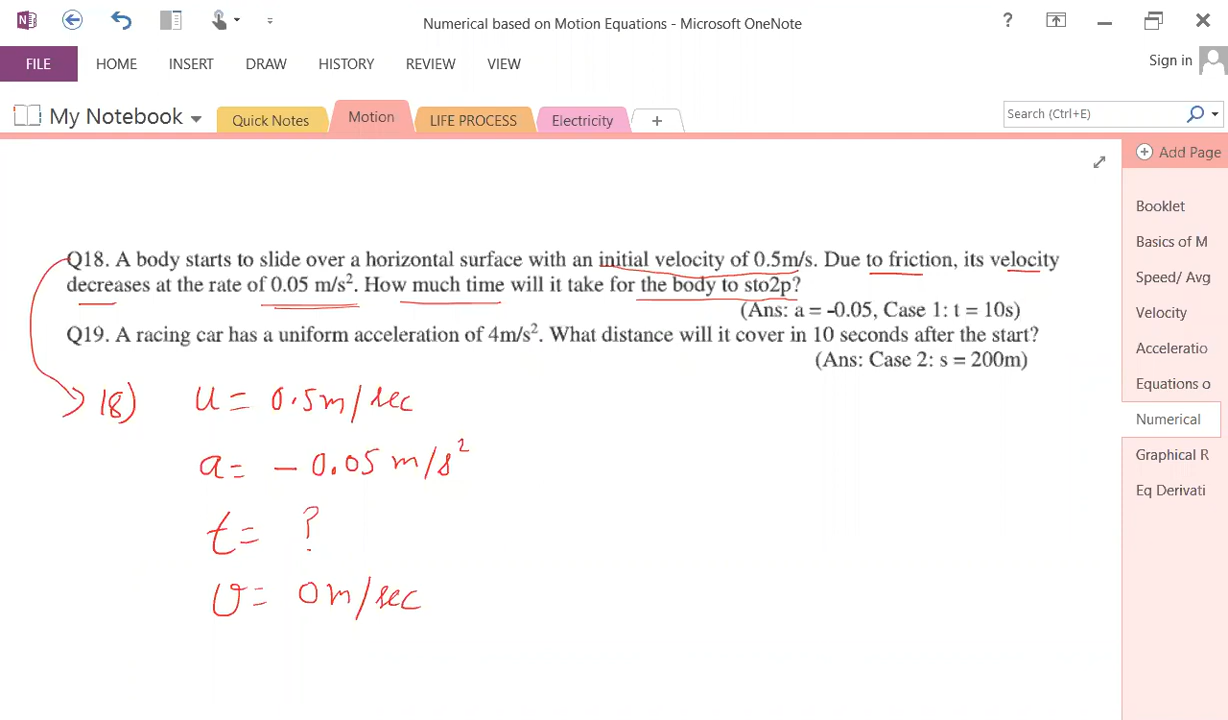 Numerical based on Motion Equations - Microsoft OneNote
?
FILE HOME INSERT DRAW HISTORY REVIEW VIEW
Sign in
My Notebook
Quick Notes Motion LIFE PROCESS Electricity +
Search (Ctrl+E)
Add Page
Booklet
Basics of M
Speed/ Avg
Velocity
Acceleratio
Equations o
Numerical
Graphical R
Eq Derivati
Q18. A body starts to slide over a horizontal surface with an initial velocity of 0.5m/s. Due to friction, its velocity
decreases at the rate of 0.05 m/s². How much time will it take for the body to sto2p?
(Ans: a = -0.05, Case 1: t = 10s)
Q19. A racing car has a uniform acceleration of 4m/s². What distance will it cover in 10 seconds after the start?
(Ans: Case 2: s = 200m)
18) u = 0.5m/sec
a = - 0.05 m/s²
t = ?
v = 0m/sec